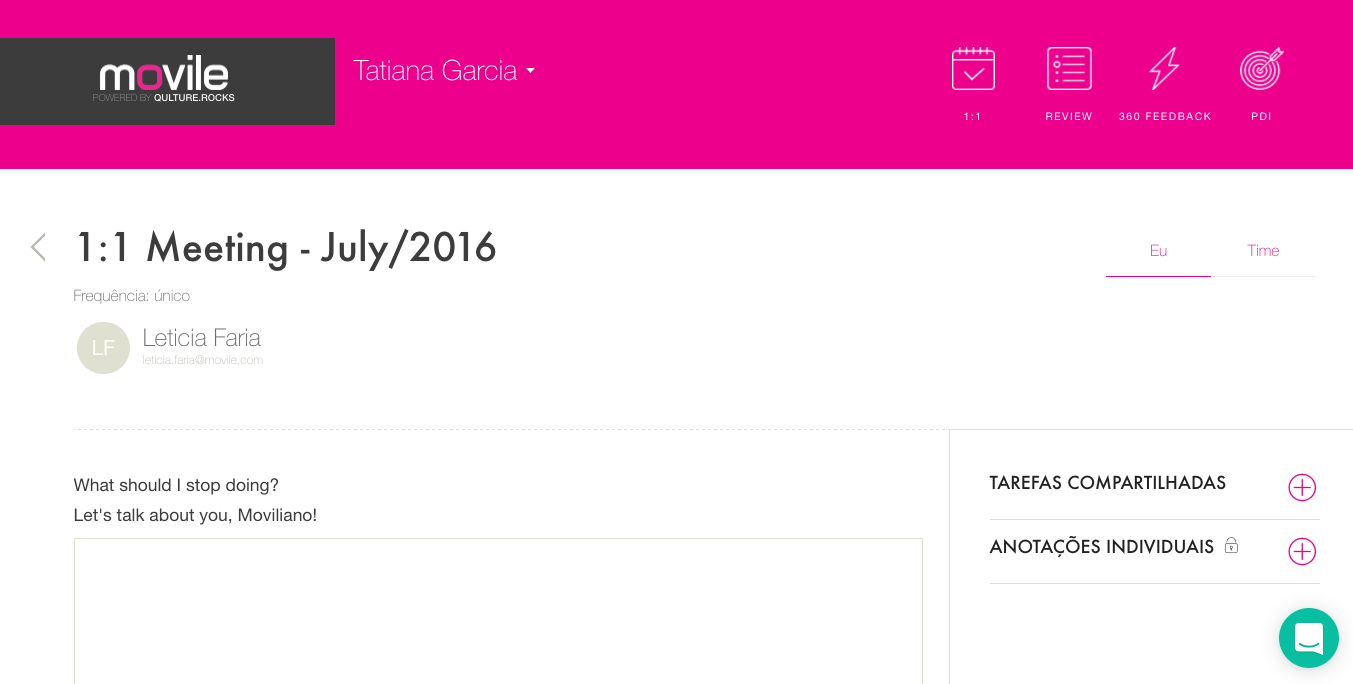 movile
POWERED BY QULTURE.ROCKS
Tatiana Garcia
1:1
REVIEW
360 FEEDBACK
PDI
1:1 Meeting - July/2016
Eu
Time
Frequência: único
LF
Leticia Faria
leticia.faria@movile.com
What should I stop doing?
Let's talk about you, Moviliano!
TAREFAS COMPARTILHADAS
ANOTAÇÕES INDIVIDUAIS